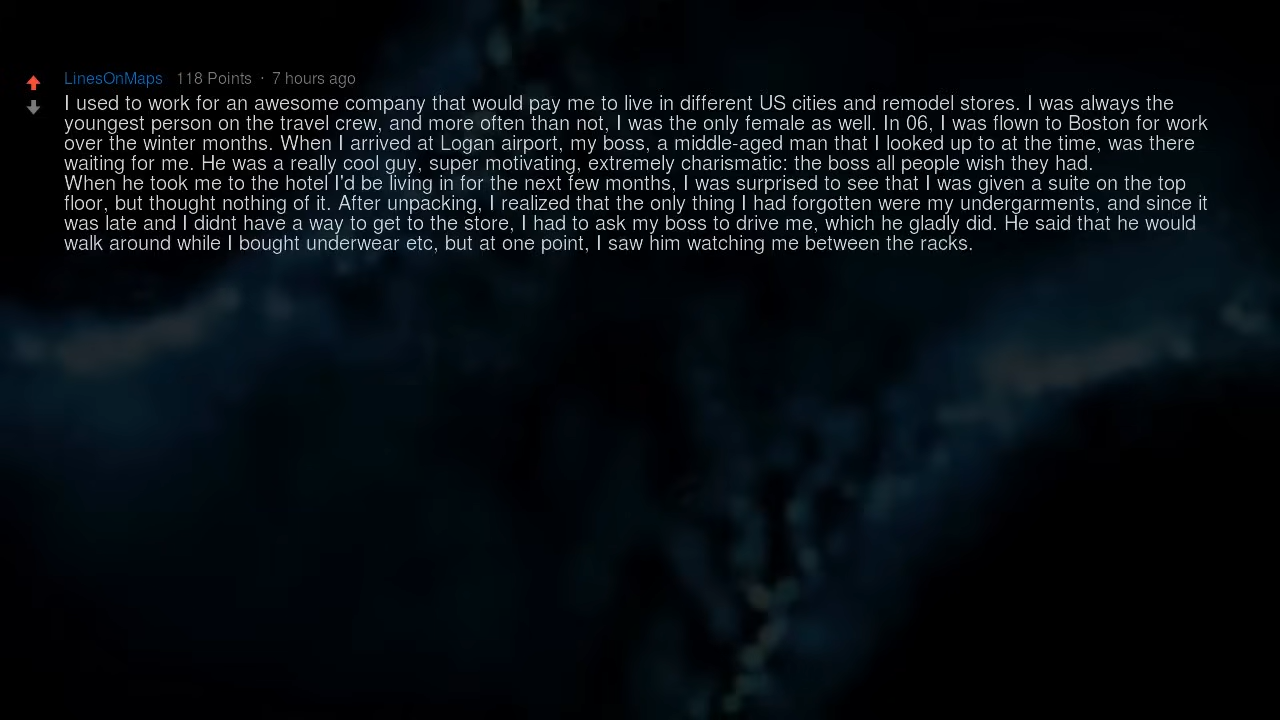 LinesOnMaps 118 Points · 7 hours ago
I used to work for an awesome company that would pay me to live in different US cities and remodel stores. I was always the
youngest person on the travel crew, and more often than not, I was the only female as well. In 06, I was flown to Boston for work
over the winter months. When I arrived at Logan airport, my boss, a middle-aged man that I looked up to at the time, was there
waiting for me. He was a really cool guy, super motivating, extremely charismatic: the boss all people wish they had.
When he took me to the hotel I'd be living in for the next few months, I was surprised to see that I was given a suite on the top
floor, but thought nothing of it. After unpacking, I realized that the only thing I had forgotten were my undergarments, and since it
was late and I didnt have a way to get to the store, I had to ask my boss to drive me, which he gladly did. He said that he would
walk around while I bought underwear etc, but at one point, I saw him watching me between the racks.